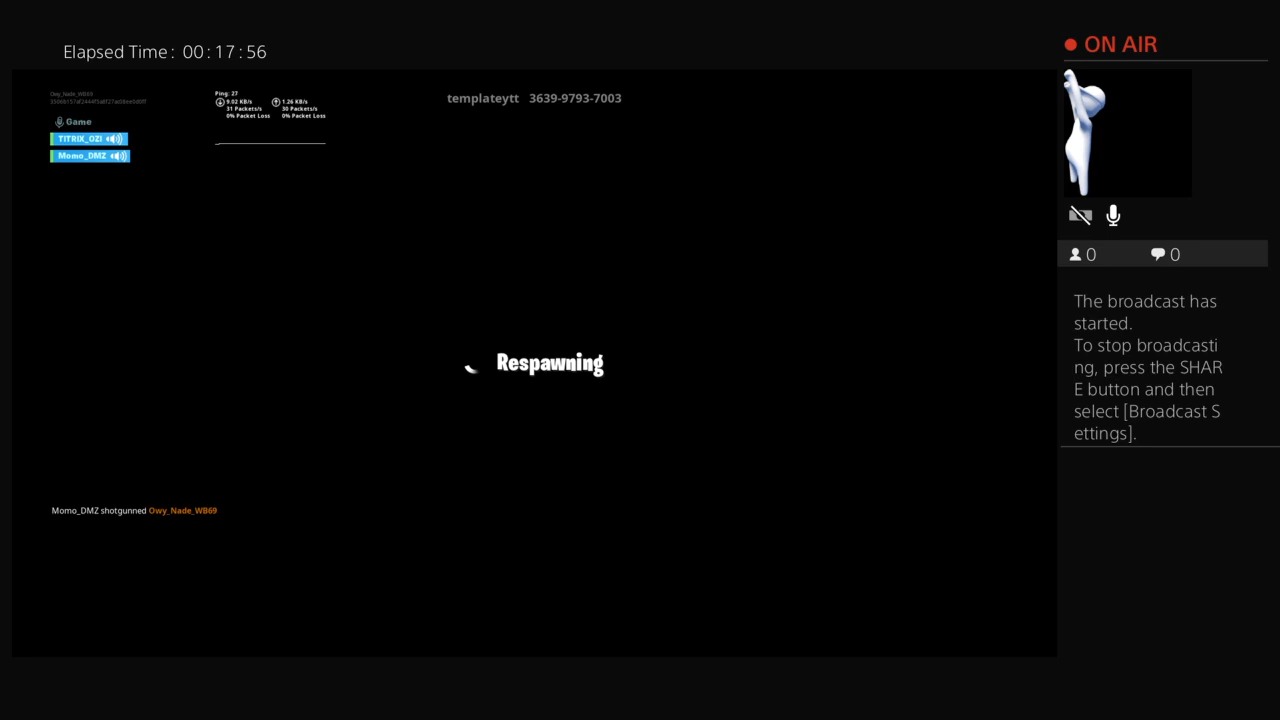 Elapsed Time: 00:17:56
ON AIR
Owy_Nade_WB69
Ping: 27
9.02 KB/s 1.26 KB/s
31 Packets/s 30 Packets/s
0% Packet Loss 0% Packet Loss
templateytt 3639-9793-7003
Game
TITRIX_OZI
Momo_DMZ
0 0
The broadcast has
started.
To stop broadcasti
ng, press the SHAR
E button and then
select [Broadcast S
ettings].
Respawning
Momo_DMZ shotgunned Owy_Nade_WB69